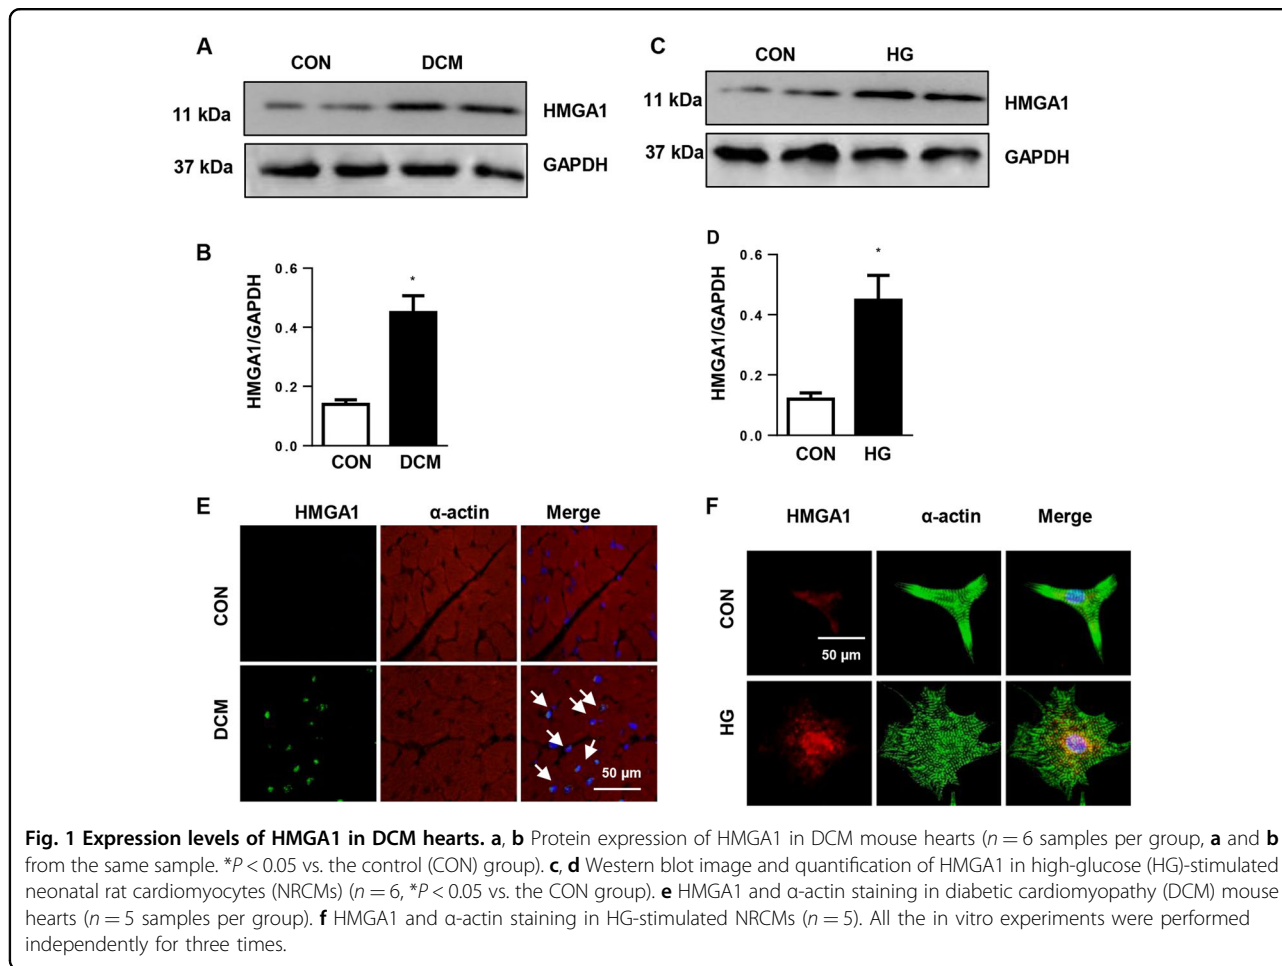 A
CON DCM
11 kDa HMGA1
37 kDa GAPDH
C
CON HG
11 kDa HMGA1
37 kDa GAPDH
B
HMGA1/GAPDH
0.6
0.4
0.2
0.0
*
CON DCM
D
HMGA1/GAPDH
0.6
0.4
0.2
0.0
*
CON HG
E
HMGA1 α-actin Merge
CON
DCM
50 µm
F
HMGA1 α-actin Merge
CON
50 µm
HG
Fig. 1 Expression levels of HMGA1 in DCM hearts. a, b Protein expression of HMGA1 in DCM mouse hearts (n = 6 samples per group, a and b
from the same sample. *P < 0.05 vs. the control (CON) group). c, d Western blot image and quantification of HMGA1 in high-glucose (HG)-stimulated
neonatal rat cardiomyocytes (NRCMs) (n = 6, *P < 0.05 vs. the CON group). e HMGA1 and α-actin staining in diabetic cardiomyopathy (DCM) mouse
hearts (n = 5 samples per group). f HMGA1 and α-actin staining in HG-stimulated NRCMs (n = 5). All the in vitro experiments were performed
independently for three times.